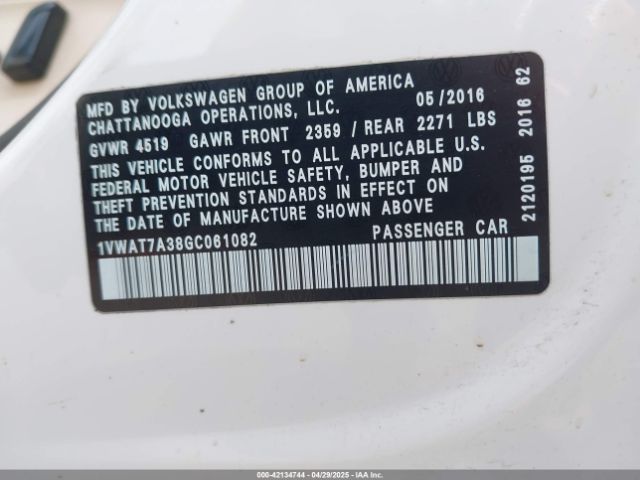 MFD BY VOLKSWAGEN GROUP OF AMERICA
CHATTANOOGA OPERATIONS, LLC. 05/2016
GVWR 4519 GAWR FRONT 2359 / REAR 2271 LBS
THIS VEHICLE CONFORMS TO ALL APPLICABLE U.S.
FEDERAL MOTOR VEHICLE SAFETY, BUMPER AND
THEFT PREVENTION STANDARDS IN EFFECT ON
THE DATE OF MANUFACTURE SHOWN ABOVE
1VWAT7A38GC061082 PASSENGER CAR
2120195 2016 62
000-42134744 - 04/29/2025 - IAA, Inc.